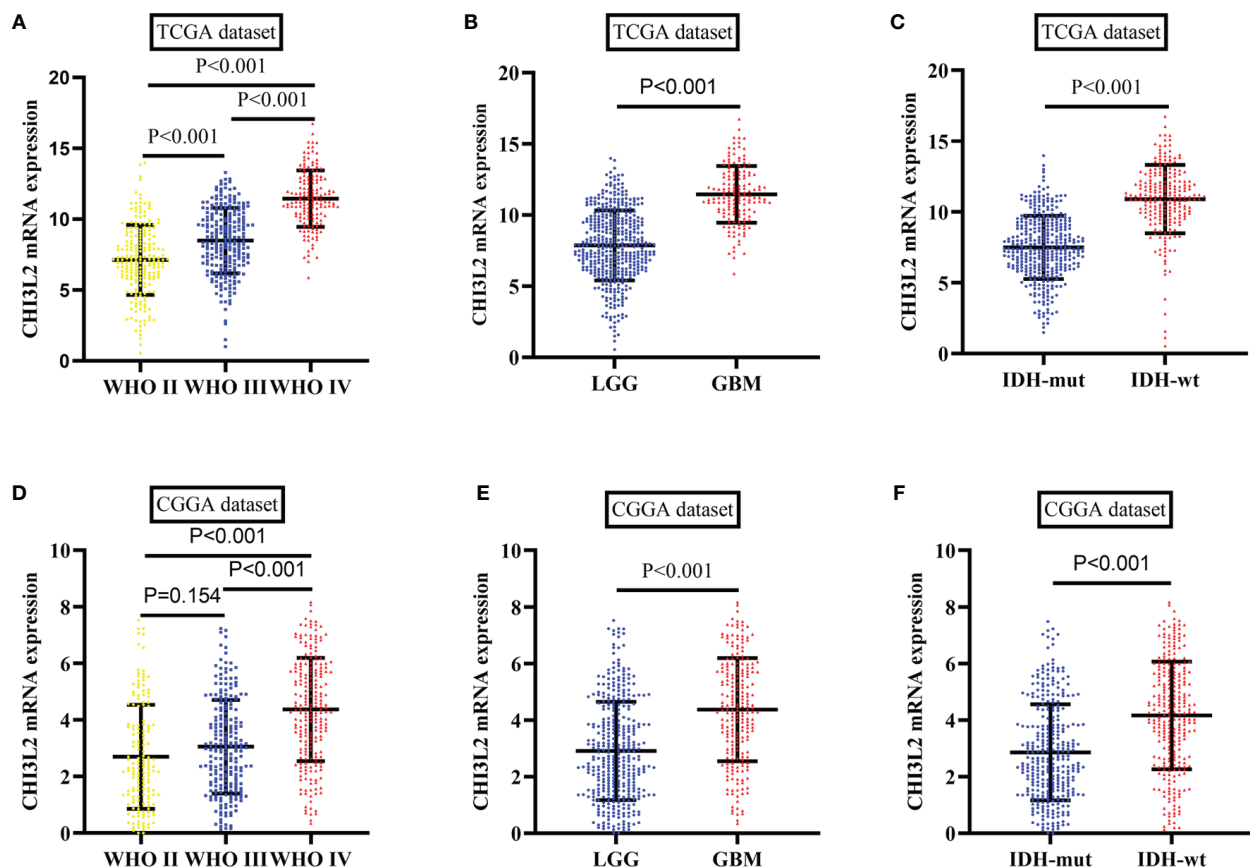 A
TCGA dataset
P<0.001
P<0.001
P<0.001
CHI3L2 mRNA expression
20
15
10
5
0
WHO II WHO III WHO IV
B
TCGA dataset
P<0.001
CHI3L2 mRNA expression
20
15
10
5
0
LGG GBM
C
TCGA dataset
P<0.001
CHI3L2 mRNA expression
20
15
10
5
0
IDH-mut IDH-wt
D
CGGA dataset
P<0.001
P<0.001
P=0.154
CHI3L2 mRNA expression
10
8
6
4
2
0
WHO II WHO III WHO IV
E
CGGA dataset
P<0.001
CHI3L2 mRNA expression
10
8
6
4
2
0
LGG GBM
F
CGGA dataset
P<0.001
CHI3L2 mRNA expression
10
8
6
4
2
0
IDH-mut IDH-wt